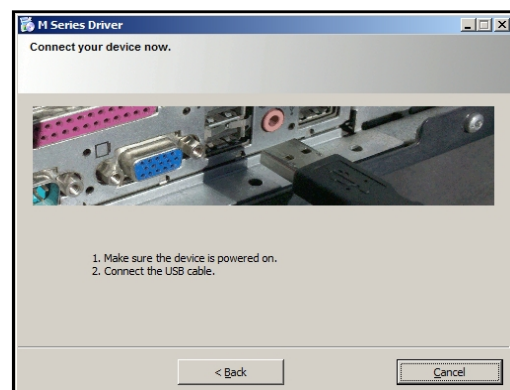 M Series Driver
Connect your device now.
1. Make sure the device is powered on.
2. Connect the USB cable.
< Back
Cancel